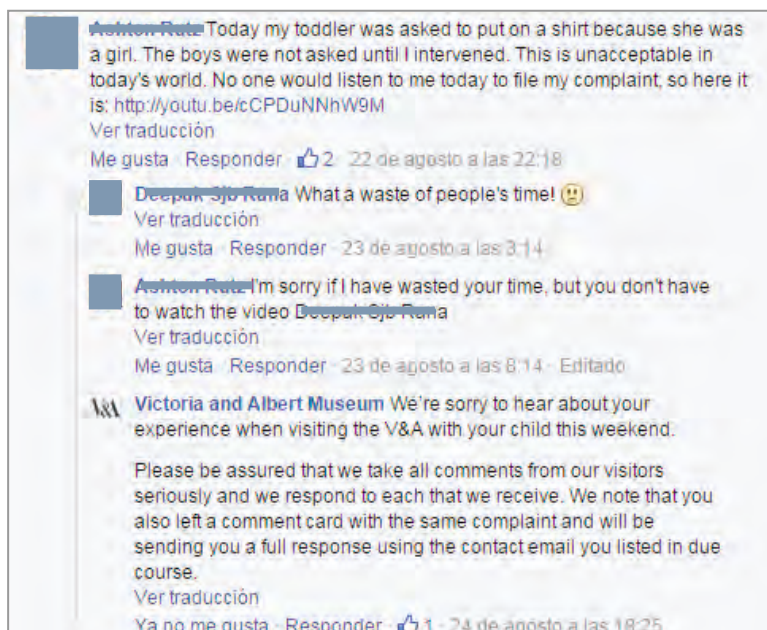 Today my toddler was asked to put on a shirt because she was
a girl. The boys were not asked until I intervened. This is unacceptable in
today's world. No one would listen to me today to file my complaint, so here it
is: http://youtu.be/cCPDuNNhW9M
Ver traducción
Me gusta · Responder · 2 · 22 de agosto a las 22:18
What a waste of people's time!
Ver traducción
Me gusta · Responder · 23 de agosto a las 3:14
I'm sorry if I have wasted your time, but you don't have
to watch the video
Ver traducción
Me gusta · Responder · 23 de agosto a las 8:14 · Editado
V&A Victoria and Albert Museum We're sorry to hear about your
experience when visiting the V&A with your child this weekend.
Please be assured that we take all comments from our visitors
seriously and we respond to each that we receive. We note that you
also left a comment card with the same complaint and will be
sending you a full response using the contact email you listed in due
course.
Ver traducción
Ya no me gusta · Responder · 1 · 24 de agosto a las 18:25